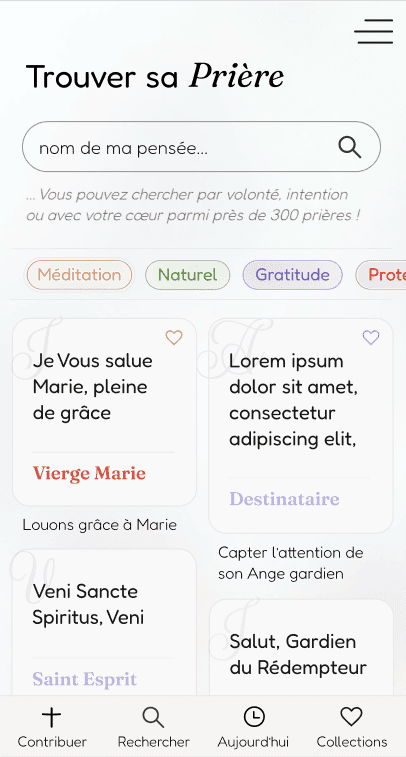 Trouver sa Prière
nom de ma pensée...
... Vous pouvez chercher par volonté, intention
ou avec votre cœur parmi près de 300 prières !
Méditation Naturel Gratitude Prote
Je Vous salue
Marie, pleine
de grâce
Vierge Marie
Louons grâce à Marie
Lorem ipsum
dolor sit amet,
consectetur
adipiscing elit,
Destinataire
Capter l'attention de
son Ange gardien
Veni Sancte
Spiritus, Veni
Saint Esprit
Salut, Gardien
du Rédempteur
Contribuer Rechercher Aujourd'hui Collections